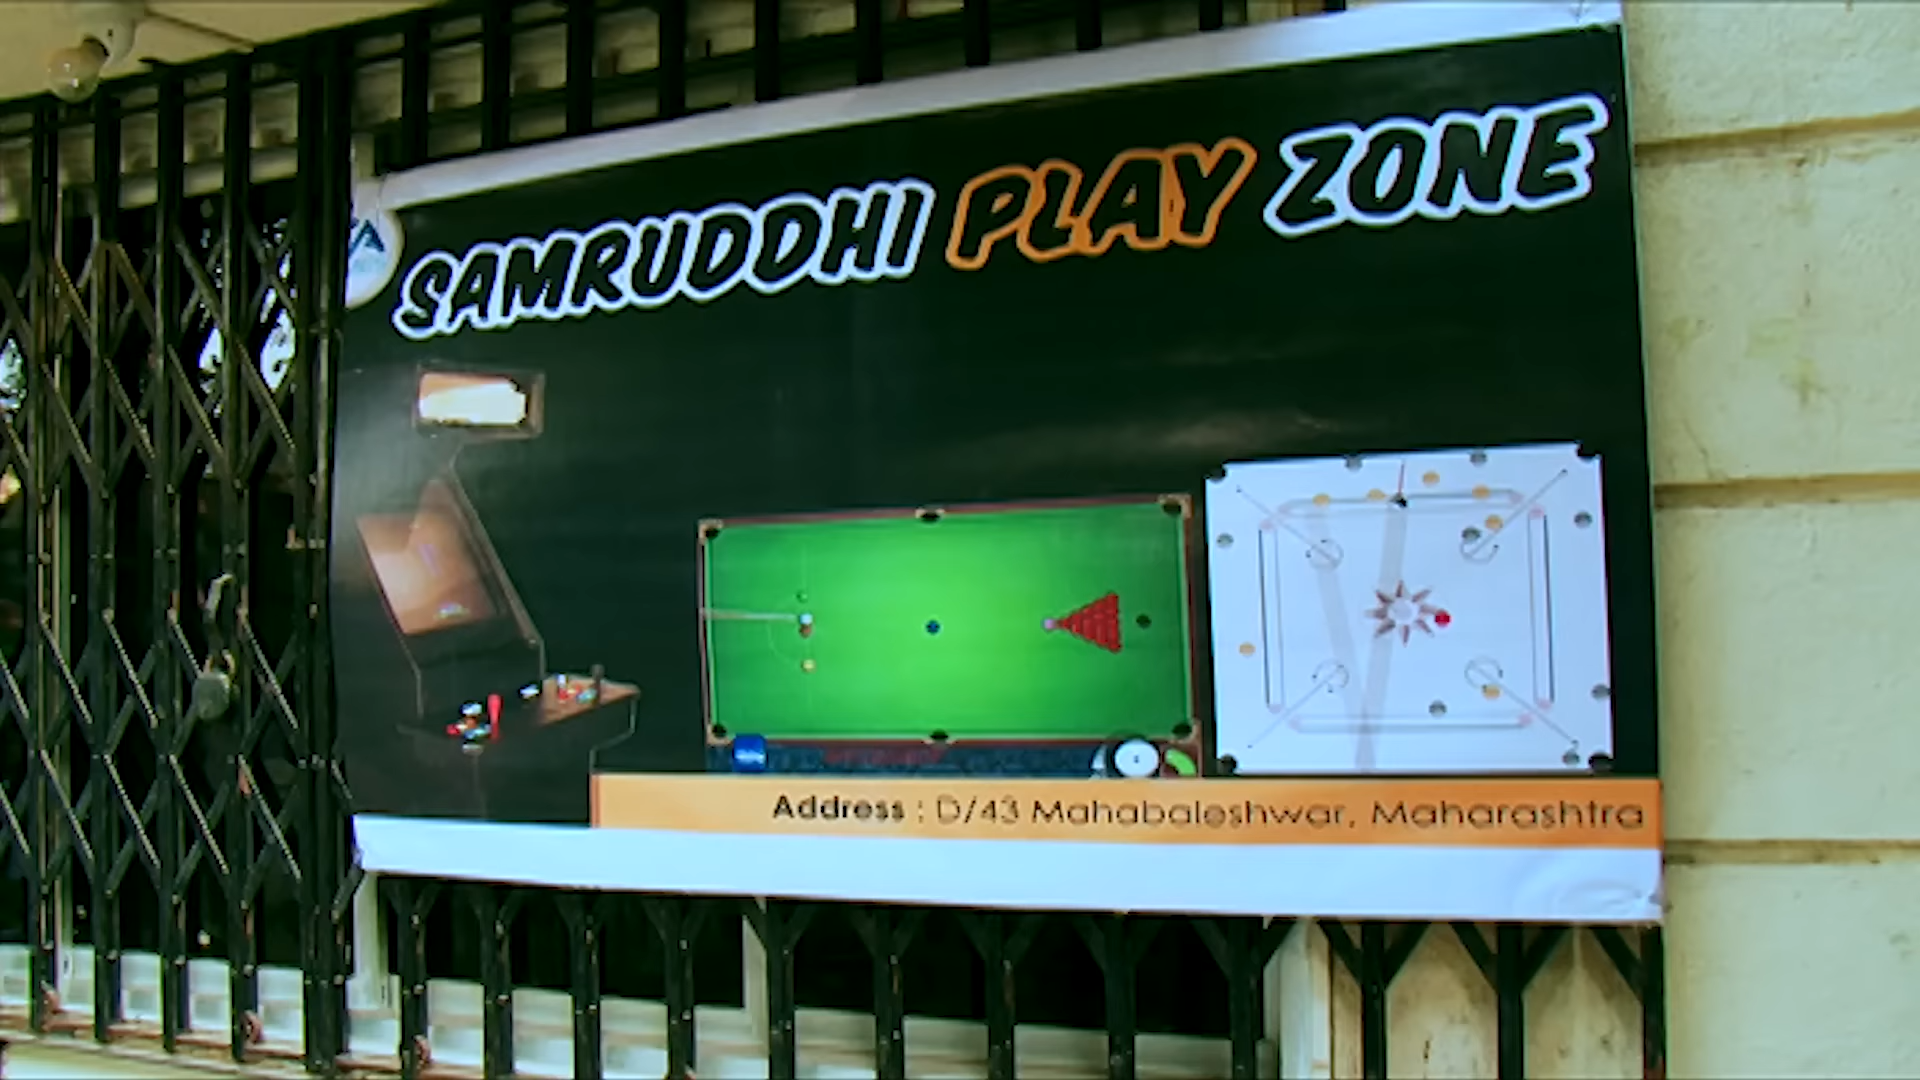 SAMRUDDHI PLAY ZONE
Address : D/43 Mahabaleshwar, Maharashtra